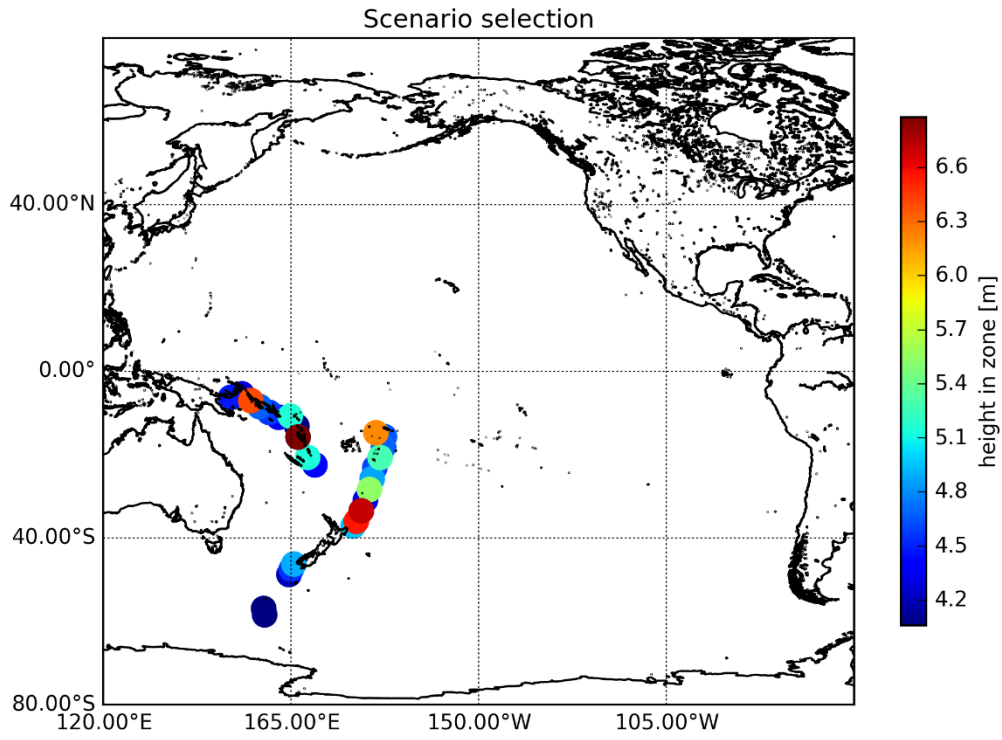 Scenario selection
40.00°N
0.00°
40.00°S
80.00°S
120.00°E
165.00°E
150.00°W
105.00°W
6.6
6.3
6.0
5.7
5.4
5.1
4.8
4.5
4.2
height in zone [m]